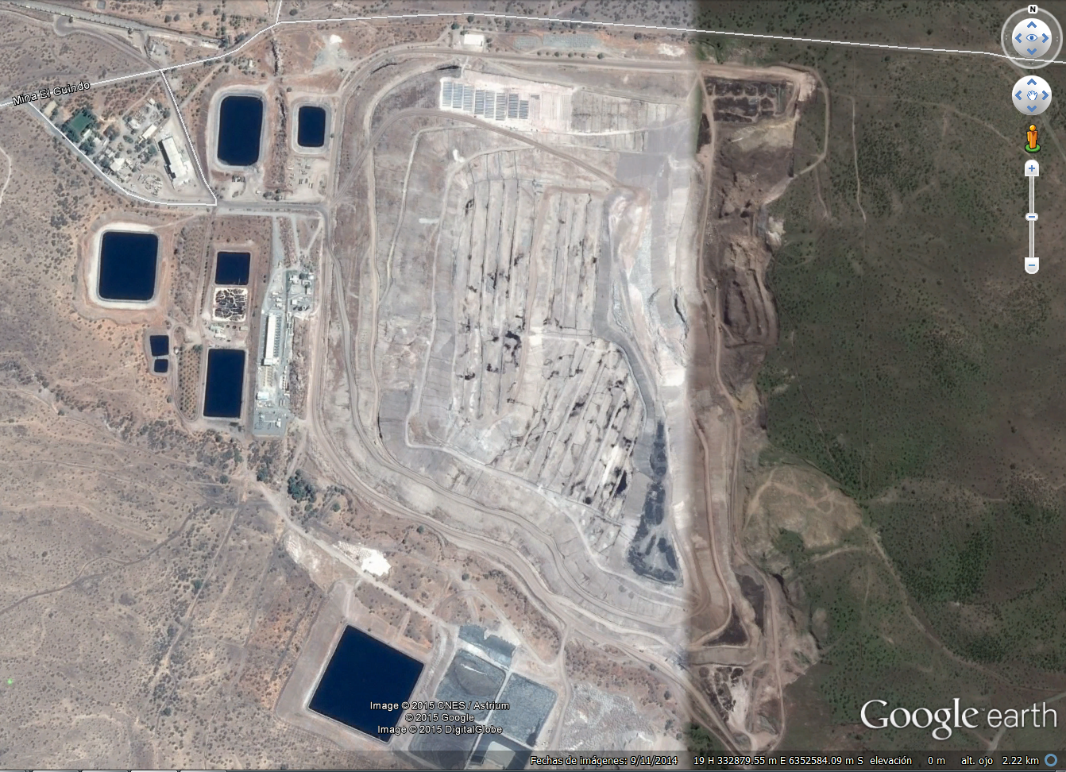 N
Mina El Guindo
Image © 2015 CNES / Astrium
© 2015 Google
Image © 2015 DigitalGlobe
Google earth
Fechas de imágenes: 9/11/2014 19 H 332879.55 m E 6352584.09 m S elevación 0 m alt. ojo 2.22 km